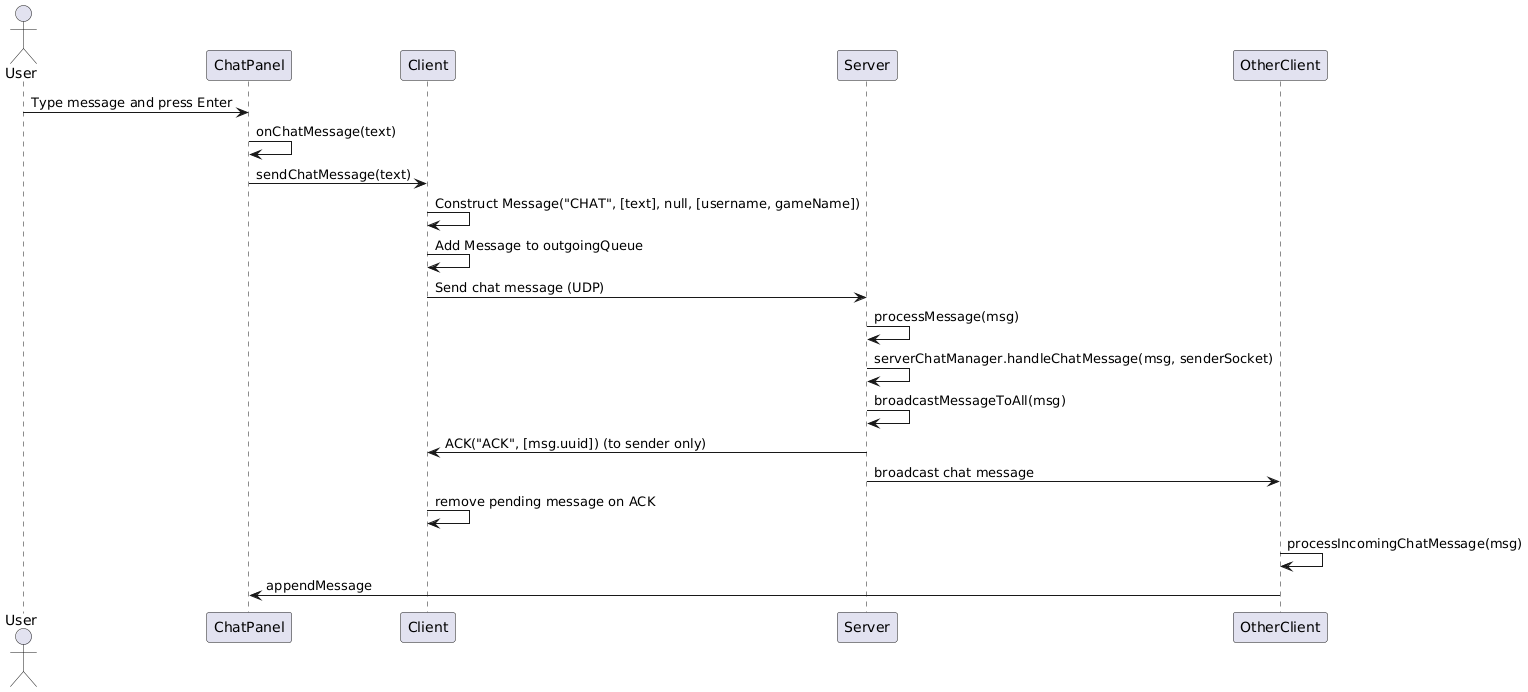 User
ChatPanel
Client
Server
OtherClient
Type message and press Enter
onChatMessage(text)
sendChatMessage(text)
Construct Message("CHAT", [text], null, [username, gameName])
Add Message to outgoingQueue
Send chat message (UDP)
processMessage(msg)
serverChatManager.handleChatMessage(msg, senderSocket)
broadcastMessageToAll(msg)
ACK("ACK", [msg.uuid]) (to sender only)
broadcast chat message
remove pending message on ACK
processIncomingChatMessage(msg)
appendMessage
User
ChatPanel
Client
Server
OtherClient